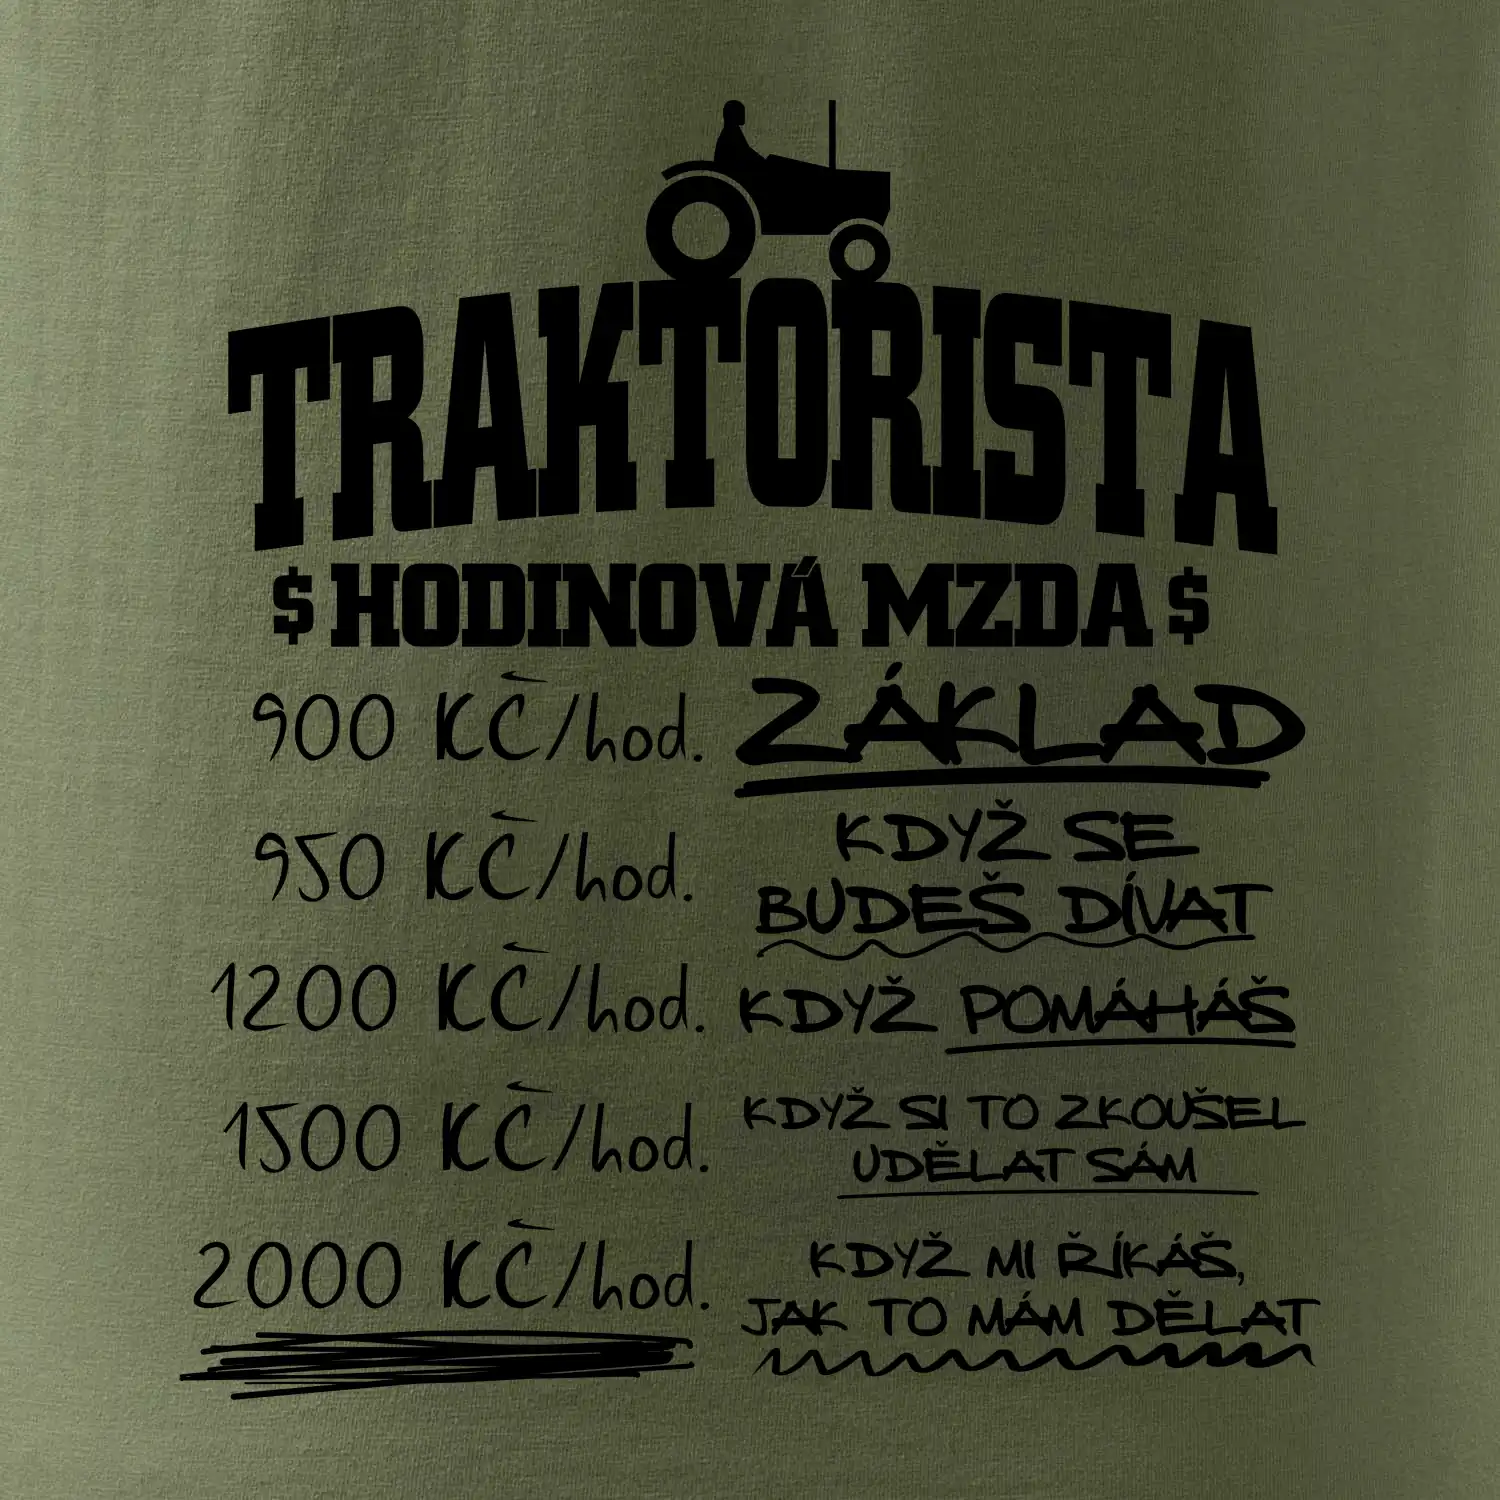 TRAKTORISTA
$ HODINOVÁ MZDA $
900 KČ/hod. ZÁKLAD
950 KČ/hod. KDYŽ SE
BUDEŠ DÍVAT
1200 KČ/hod. KDYŽ POMÁHÁŠ
1500 KČ/hod. KDYŽ SI TO ZKOUŠEL
UDĚLAT SÁM
2000 KČ/hod. KDYŽ MI ŘÍKÁŠ,
JAK TO MÁM DĚLAT